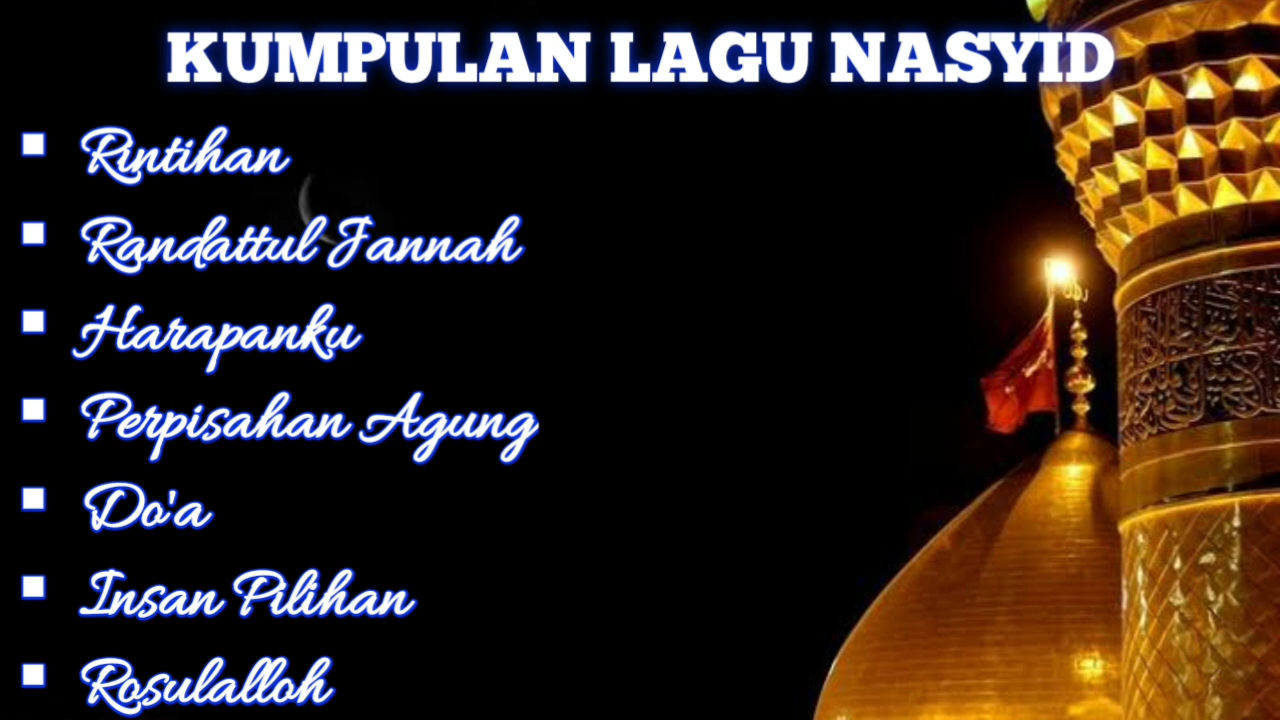 KUMPULAN LAGU NASYID
Rintihan
Randattul Jannah
Harapanku
Perpisahan Agung
Do'a
Insan Pilihan
Rosulalloh